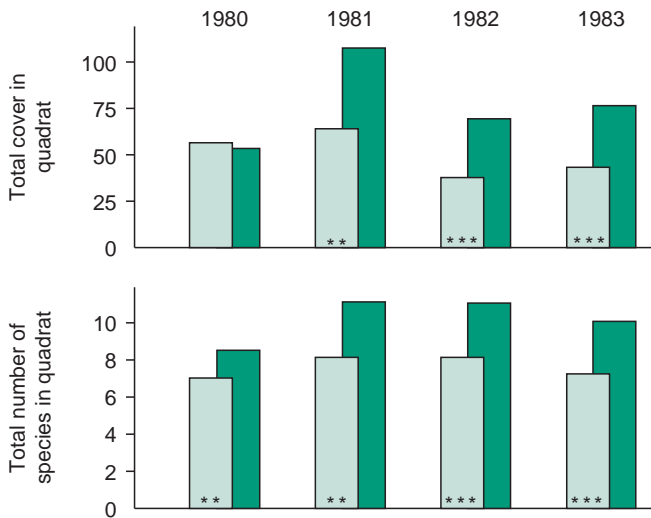 1980 1981 1982 1983
Total cover in
quadrat
100
75
50
25
0
** *** ***
Total number of
species in quadrat
10
8
6
4
2
0
** ** *** ***